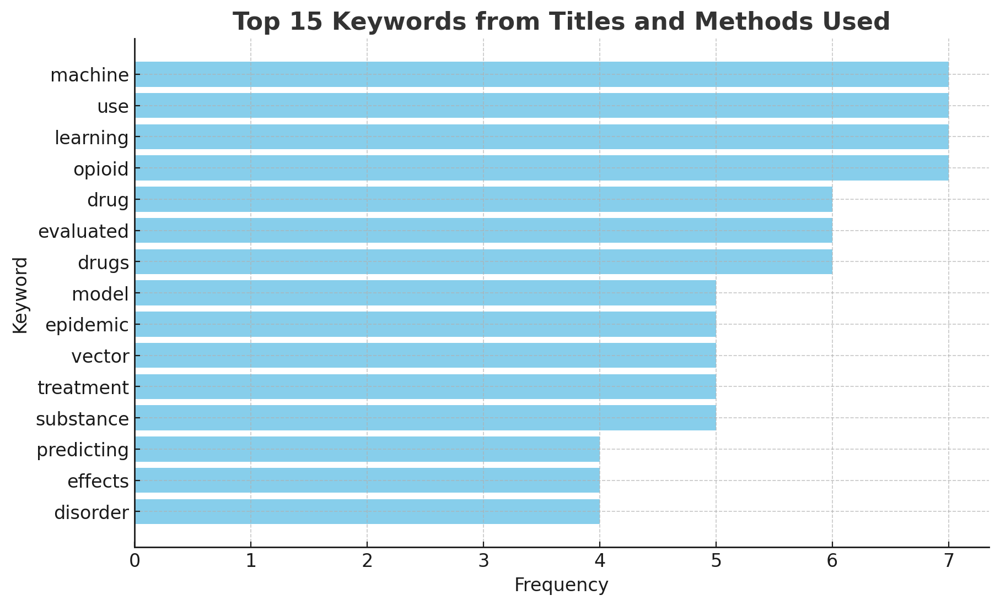 Top 15 Keywords from Titles and Methods Used
machine
use
learning
opioid
drug
evaluated
drugs
model
epidemic
vector
treatment
substance
predicting
effects
disorder
Keyword
0 1 2 3 4 5 6 7
Frequency